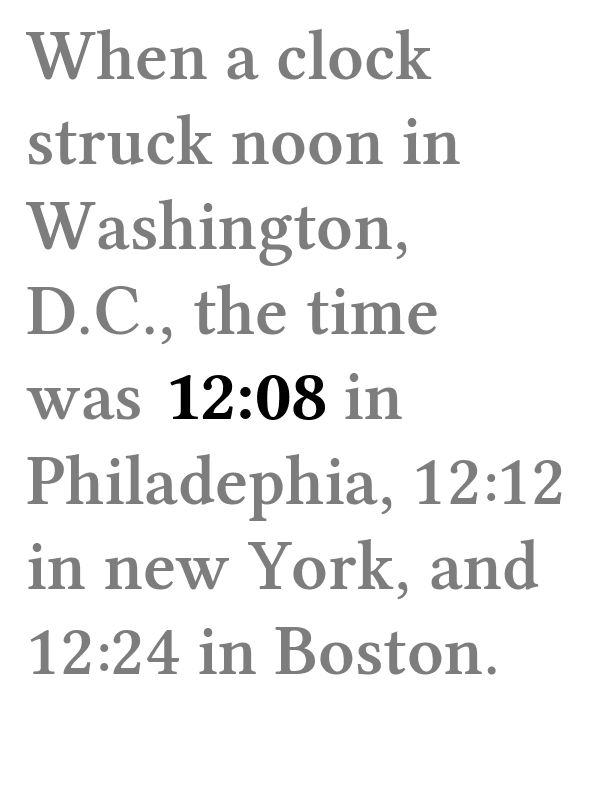 When a clock
struck noon in
Washington,
D.C., the time
was 12:08 in
Philadephia, 12:12
in new York, and
12:24 in Boston.